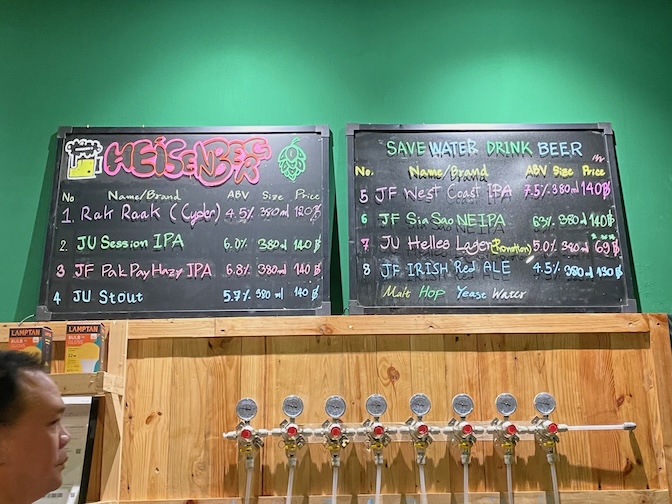 HEISENBEER
No Name/Brand ABV Size Price
1. Rak Raak (Cyder) 4.5% 380ml 120฿
2. JU Session IPA 6.0% 380ml 140฿
3 JF Pak Pay Hazy IPA 6.8% 380ml 140฿
4 JU Stout 5.7% 380ml 140฿
SAVE WATER DRINK BEER
No. Name/Brand ABV Size Price
5 JF West Coast IPA 7.5% 380ml 140฿
6 JF Sia Sao NEIPA 6.3% 380ml 140฿
7 JU Helles Lager (Promotion) 5.0% 380ml 69฿
8 JF IRISH Red ALE 4.5% 380ml 130฿
Malt Hop Yeast Water
LAMPTAN
BULB
LAMPTAN
BULB